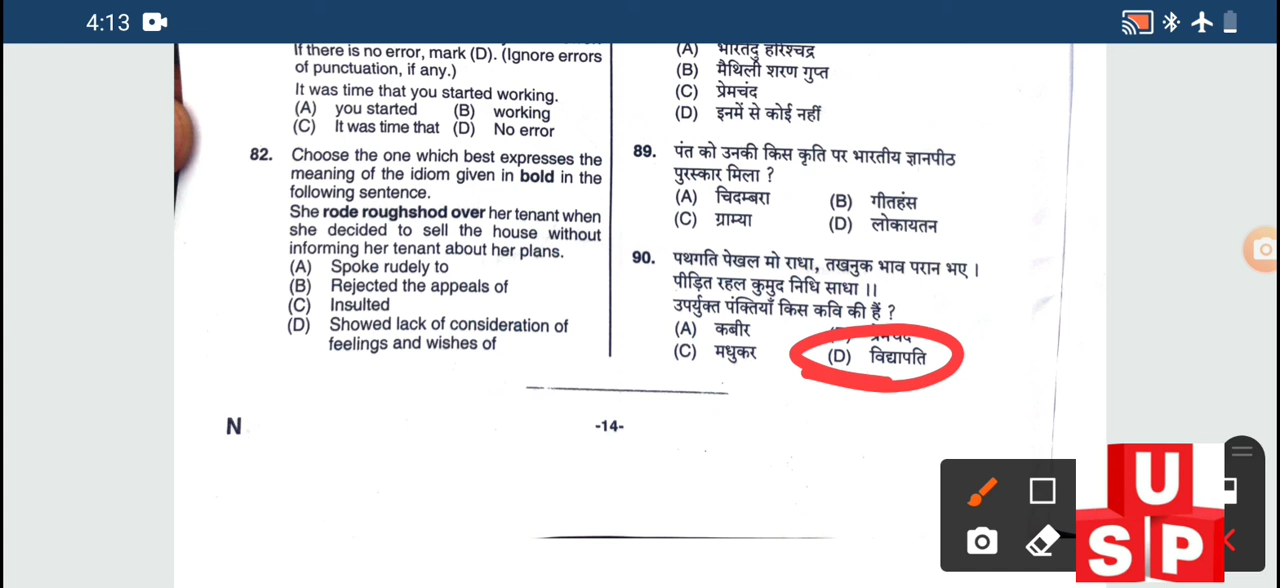 4:13
If there is no error, mark (D). (Ignore errors
of punctuation, if any.)
It was time that you started working.
(A) you started (B) working
(C) It was time that (D) No error
82. Choose the one which best expresses the
meaning of the idiom given in bold in the
following sentence.
She rode roughshod over her tenant when
she decided to sell the house without
informing her tenant about her plans.
(A) Spoke rudely to
(B) Rejected the appeals of
(C) Insulted
(D) Showed lack of consideration of
feelings and wishes of
(A) भारतेंदु हरिश्चंद्र
(B) मैथिली शरण गुप्त
(C) प्रेमचंद
(D) इनमें से कोई नहीं
89. पंत को उनकी किस कृति पर भारतीय ज्ञानपीठ
पुरस्कार मिला ?
(A) चिदम्बरा (B) गीतहंस
(C) ग्राम्या (D) लोकायतन
90. पथगति पेखल मो राधा, तखनुक भाव परान भए ।
पीड़ित रहल कुमुद निधि साधा ।।
उपर्युक्त पंक्तियाँ किस कवि की हैं ?
(A) कबीर (B) प्रेमचंद
(C) मधुकर (D) विद्यापति
N
-14-
U
S P